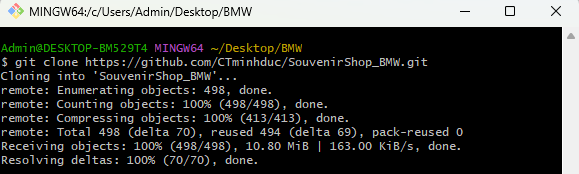 MINGW64:/c/Users/Admin/Desktop/BMW
Admin@DESKTOP-BM529T4 MINGW64 ~/Desktop/BMW
$ git clone https://github.com/CTminhduc/SouvenirShop_BMW.git
Cloning into 'SouvenirShop_BMW'...
remote: Enumerating objects: 498, done.
remote: Counting objects: 100% (498/498), done.
remote: Compressing objects: 100% (413/413), done.
remote: Total 498 (delta 70), reused 494 (delta 69), pack-reused 0
Receiving objects: 100% (498/498), 10.80 MiB | 163.00 KiB/s, done.
Resolving deltas: 100% (70/70), done.